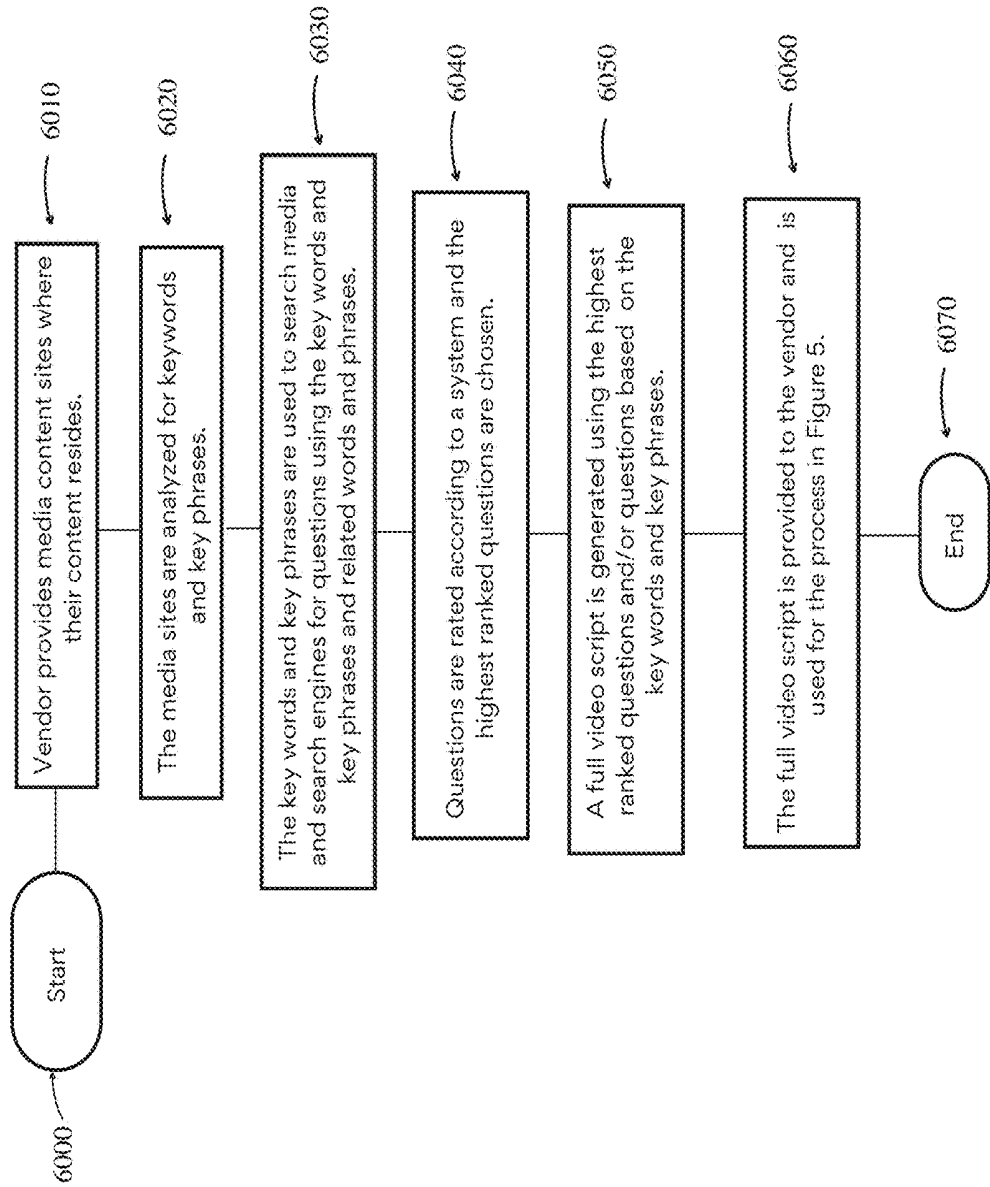 6000
Start
Vendor provides media content sites where
their content resides.
6010
The media sites are analyzed for keywords
and key phrases.
6020
The key words and key phrases are used to search media
and search engines for questions using the key words and
key phrases and related words and phrases.
6030
Questions are rated according to a system and the
highest ranked questions are chosen.
6040
A full video script is generated using the highest
ranked questions and/or questions based on the
key words and key phrases.
6050
The full video script is provided to the vendor and is
used for the process in Figure 5.
6060
End
6070